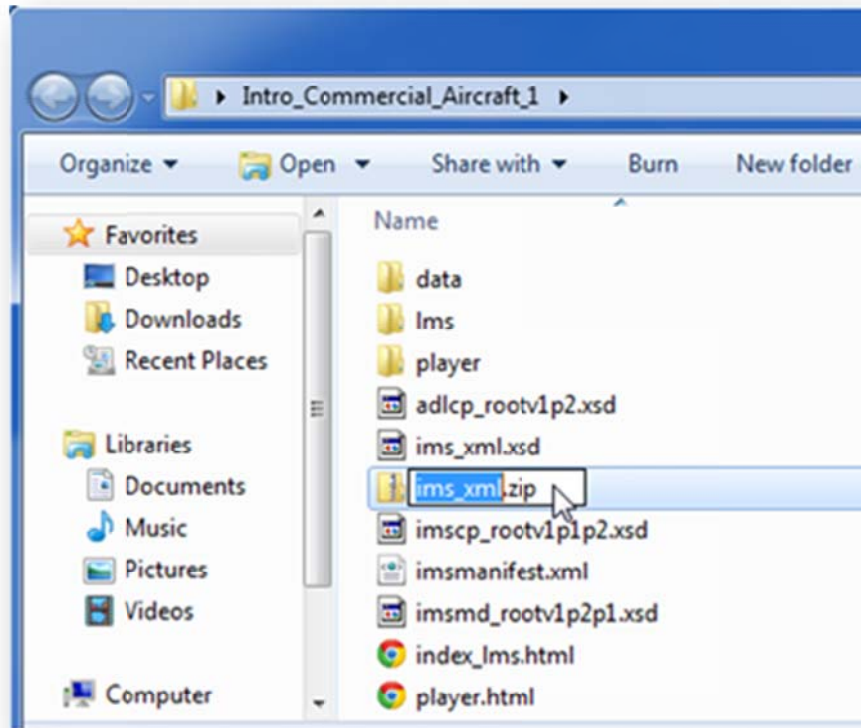 Intro_Commercial_Aircraft_1
Organize Open Share with Burn New folder
Favorites
Desktop
Downloads
Recent Places
Libraries
Documents
Music
Pictures
Videos
Computer
Name
data
lms
player
adlcp_rootv1p2.xsd
ims_xml.xsd
ims_xml.zip
imscp_rootv1p1p2.xsd
imsmanifest.xml
imsmd_rootv1p2p1.xsd
index_lms.html
player.html